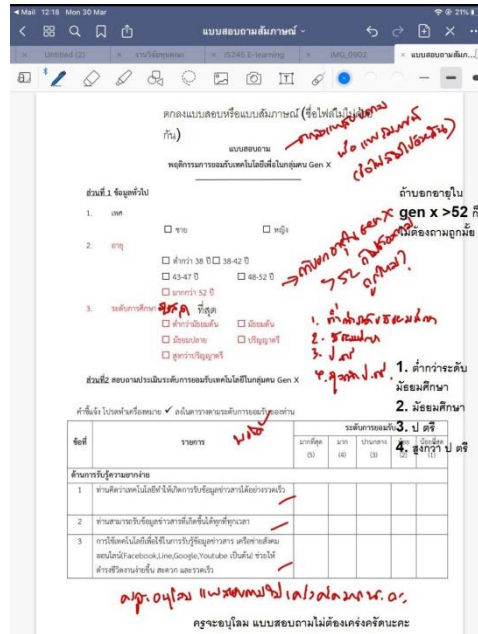 Mail 12:18 Mon 30 Mar
21%
แบบสอบถามสัมภาษณ์
Untitled (2)
งานวิจัยทุนคณะ
IS245 E-learning
IMG_0902
แบบสอบถามสัมภ...
ตกลงแบบสอบหรือแบบสัมภาษณ์ (ชื่อไฟล์ไม่ไปด้วยกัน)
แบบสอบถาม
พฤติกรรมการยอมรับเทคโนโลยีเพื่อในกลุ่มคน Gen X
ส่วนที่ 1 ข้อมูลทั่วไป
1. เพศ
ชาย หญิง
2. อายุ
ต่ำกว่า 38 ปี 38-42 ปี
43-47 ปี 48-52 ปี
มากกว่า 52 ปี
ถ้าบอกอายุใน
gen x >52 ก็
ไม่ต้องถามถูกมั้ย
3. ระดับการศึกษา สูงสุด ที่สุด
ต่ำกว่ามัธยมต้น มัธยมต้น
มัธยมปลาย ปริญญาตรี
สูงกว่าปริญญาตรี
1. ต่ำกว่าระดับ
มัธยมศึกษา
2. มัธยมศึกษา
3. ป ตรี
4. สูงกว่า ป ตรี
ส่วนที่2 สอบถามประเมินระดับการยอมรับเทคโนโลยีในกลุ่มคน Gen X
คำชี้แจง โปรดทำเครื่องหมาย ✓ ลงในตารางตามระดับการยอมรับของท่าน
ข้อที่ รายการ ระดับการยอมรับ
มากที่สุด (5) มาก (4) ปานกลาง (3) น้อย (2) น้อยที่สุด (1)
ด้านการรับรู้ความยากง่าย
1 ท่านคิดว่าเทคโนโลยีทำให้เกิดการรับข้อมูลข่าวสารได้อย่างรวดเร็ว
2 ท่านสามารถรับข้อมูลข่าวสารที่เกิดขึ้นได้ทุกที่ทุกเวลา
3 การใช้เทคโนโลยีเพื่อใช้ในการรับรู้ข้อมูลข่าวสาร เครือข่ายสังคม
ออนไลน์(Facebook,Line,Google,Youtube เป็นต้น) ช่วยให้
ดำรงชีวิตงานง่ายขึ้น สะดวก และรวดเร็ว
ครูจะอนุโลม แบบสอบถามไม่ต้องเคร่งครัดนะคะ